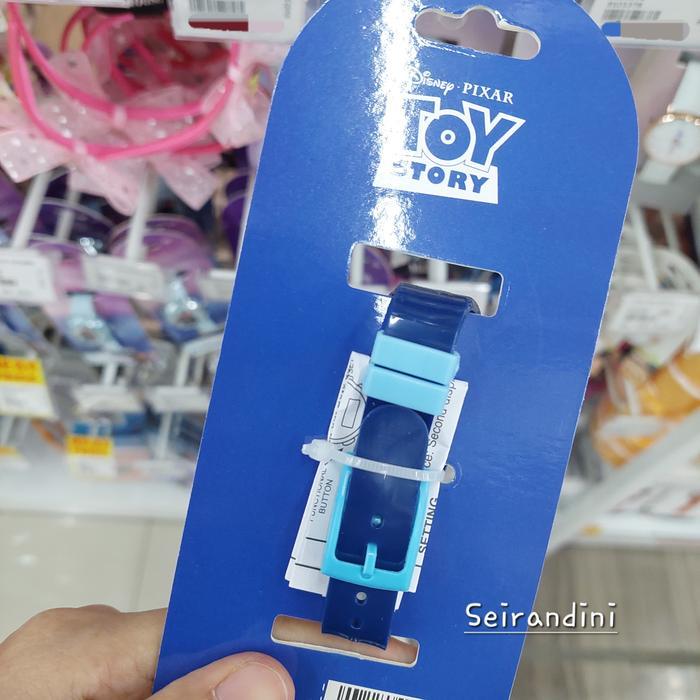 Disney · PIXAR
TOY
STORY
BUTTON
SETTING
Seirandini